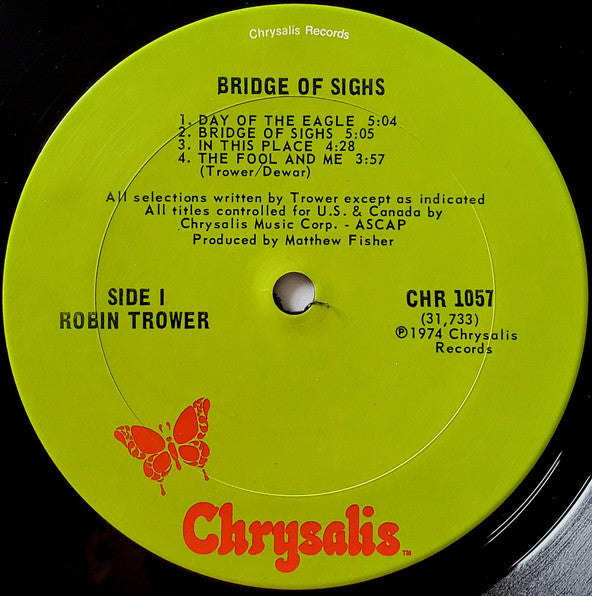 Chrysalis Records
BRIDGE OF SIGHS
1. DAY OF THE EAGLE 5:04
2. BRIDGE OF SIGHS 5:05
3. IN THIS PLACE 4:28
4. THE FOOL AND ME 3:57
(Trower/Dewar)
All selections written by Trower except as indicated
All titles controlled for U.S. & Canada by
Chrysalis Music Corp. - ASCAP
Produced by Matthew Fisher
SIDE I
ROBIN TROWER
CHR 1057
(31,733)
Ⓟ1974 Chrysalis
Records
Chrysalis™